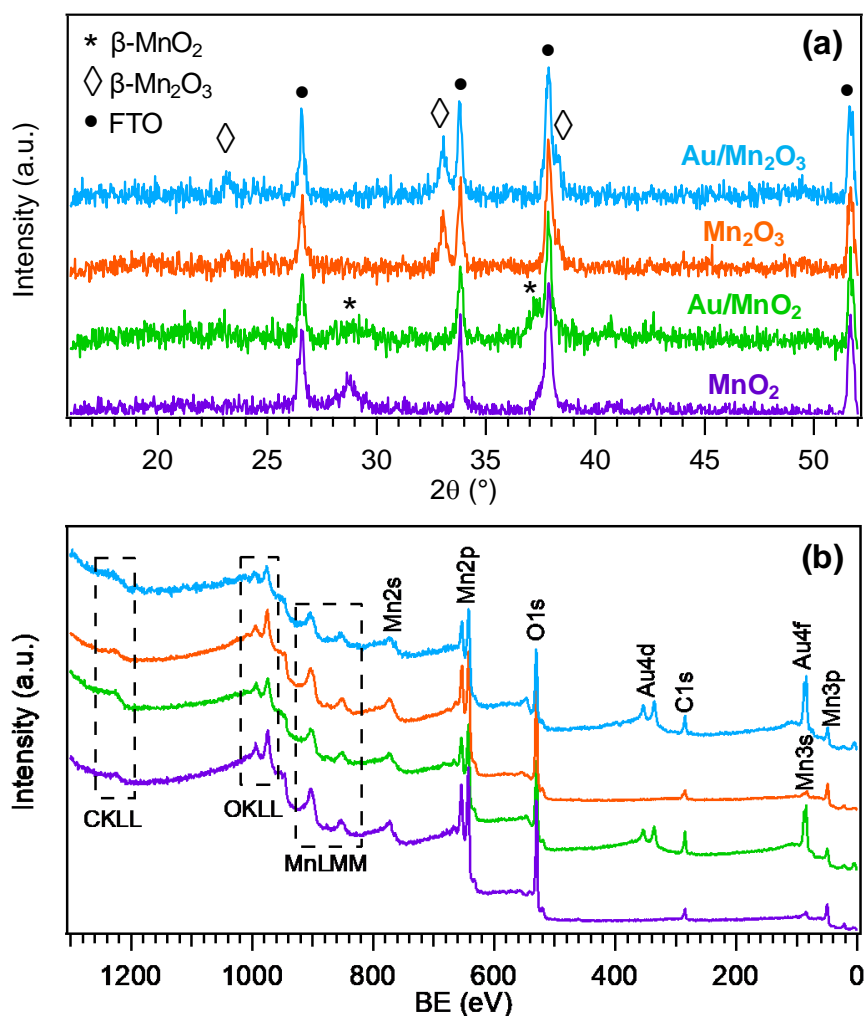 (a)
* β-MnO₂
◇ β-Mn₂O₃
● FTO
Au/Mn₂O₃
Mn₂O₃
Au/MnO₂
MnO₂
* *
Intensity (a.u.)
20 25 30 35 40 45 50
2θ (°)
(b)
Mn2s Mn2p O1s Au4d C1s Au4f Mn3s Mn3p
CKLL OKLL MnLMM
Intensity (a.u.)
1200 1000 800 600 400 200 0
BE (eV)